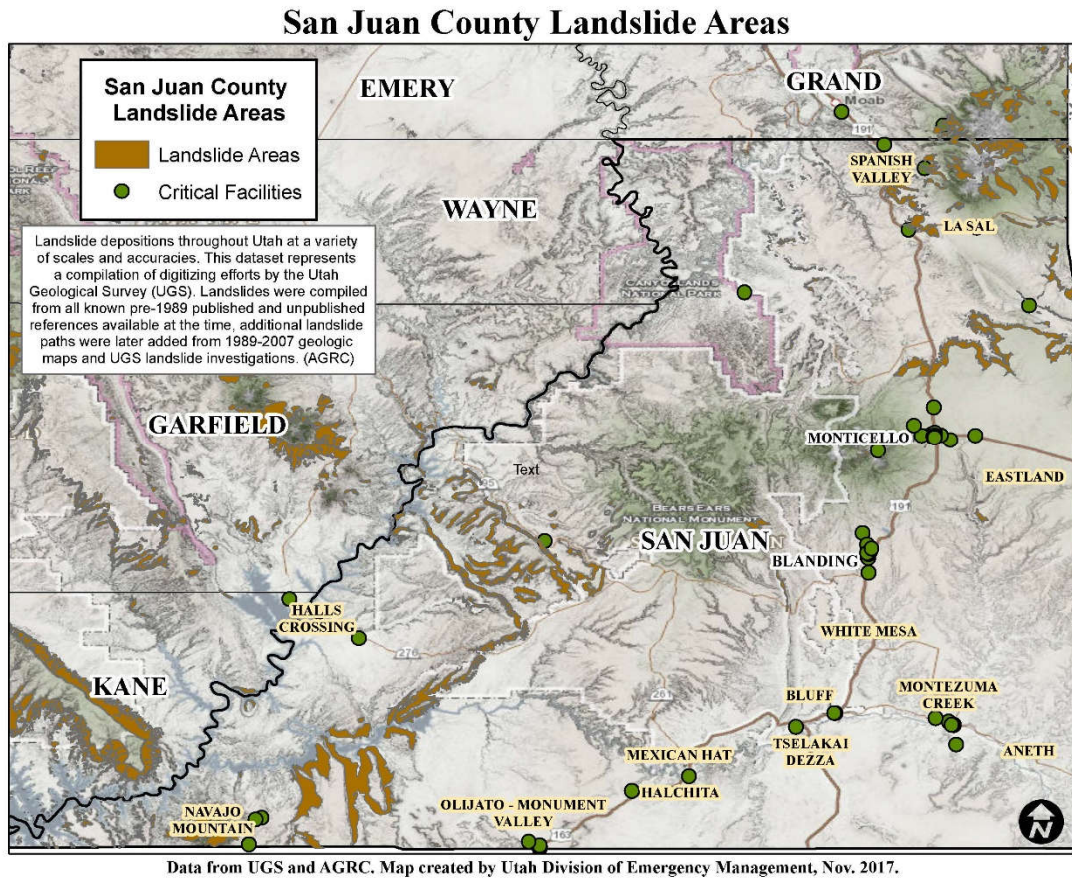 San Juan County Landslide Areas
San Juan County
Landslide Areas
Landslide Areas
Critical Facilities
Landslide depositions throughout Utah at a variety
of scales and accuracies. This dataset represents
a compilation of digitizing efforts by the Utah
Geological Survey (UGS). Landslides were compiled
from all known pre-1989 published and unpublished
references available at the time, additional landslide
paths were later added from 1989-2007 geologic
maps and UGS landslide investigations. (AGRC)
EMERY
GRAND
Moab
191
SPANISH
VALLEY
WAYNE
LA SAL
CANYONLANDS
NATIONAL PARK
GARFIELD
MONTICELLO
Text
95
EASTLAND
191
BEARS EARS
NATIONAL MONUMENT
SAN JUAN
BLANDING
HALLS
CROSSING
276
WHITE MESA
KANE
261
BLUFF
MONTEZUMA
CREEK
TSELAKAI
DEZZA
ANETH
MEXICAN HAT
HALCHITA
OLIJATO - MONUMENT
VALLEY
163
NAVAJO
MOUNTAIN
N
Data from UGS and AGRC. Map created by Utah Division of Emergency Management, Nov. 2017.